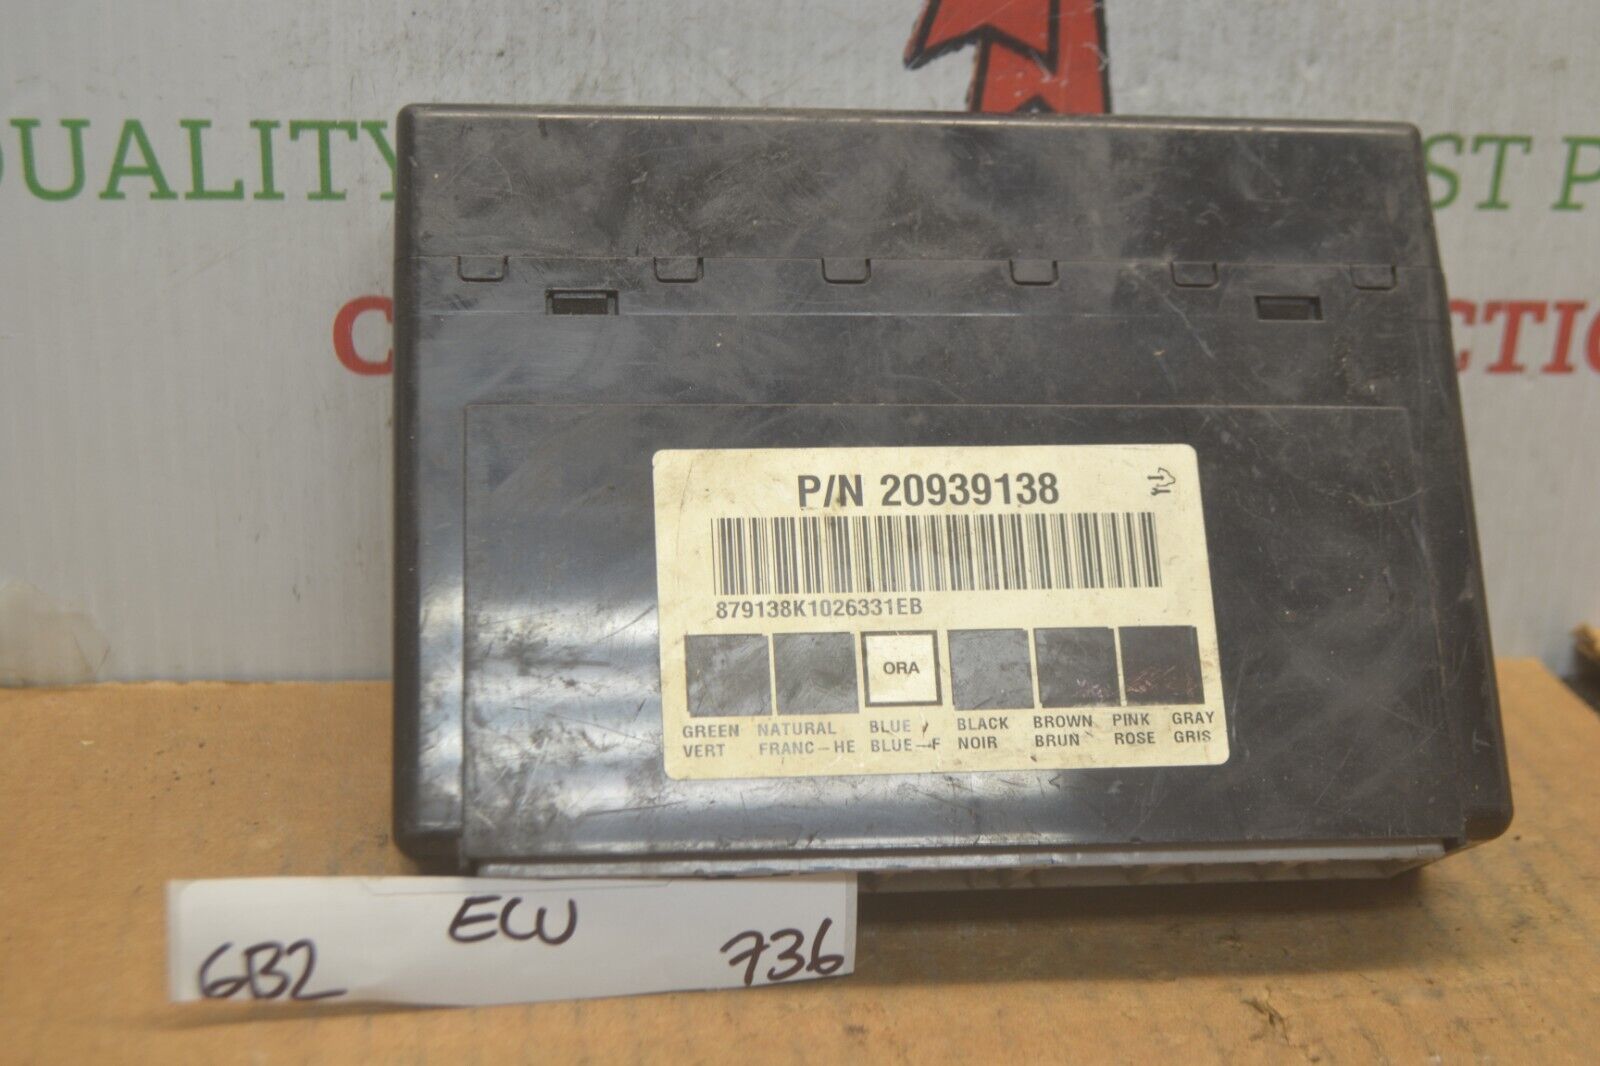 QUALITY
ST P
C
CTIO
P/N 20939138
879138K1026331EB
ORA
GREEN NATURAL BLUE / BLACK BROWN PINK GRAY
VERT FRANC-HE BLUE-F NOIR BRUN ROSE GRIS
T
ECU
6B2 736